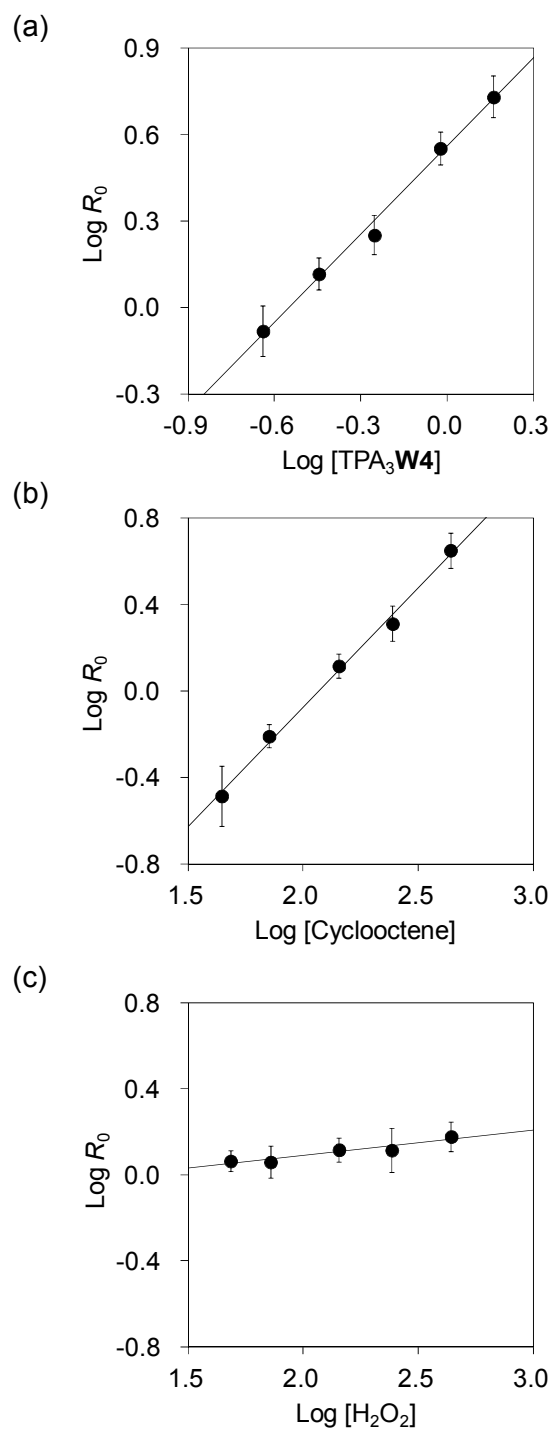 (a)
0.9
0.6
0.3
0.0
-0.3
Log R₀
-0.9 -0.6 -0.3 0.0 0.3
Log [TPA₃W4]
(b)
0.8
0.4
0.0
-0.4
-0.8
Log R₀
1.5 2.0 2.5 3.0
Log [Cyclooctene]
(c)
0.8
0.4
0.0
-0.4
-0.8
Log R₀
1.5 2.0 2.5 3.0
Log [H₂O₂]